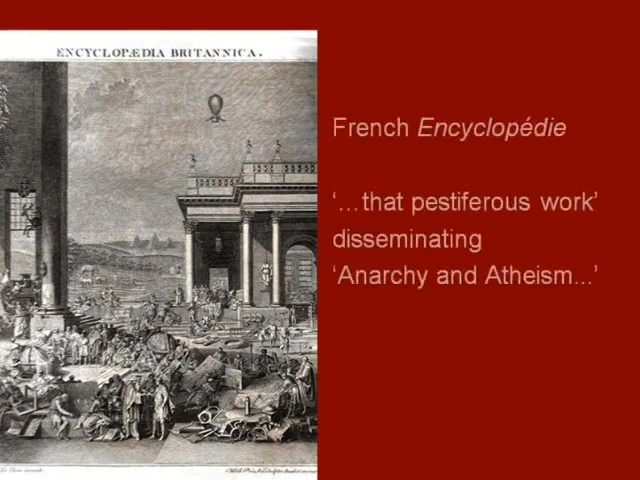 ENCYCLOPÆDIA BRITANNICA.
French Encyclopédie
‘…that pestiferous work’
disseminating
‘Anarchy and Atheism...’